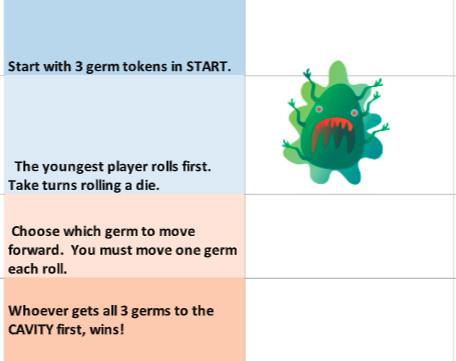 Start with 3 germ tokens in START.
The youngest player rolls first.
Take turns rolling a die.
Choose which germ to move
forward.  You must move one germ
each roll.
Whoever gets all 3 germs to the
CAVITY first, wins!